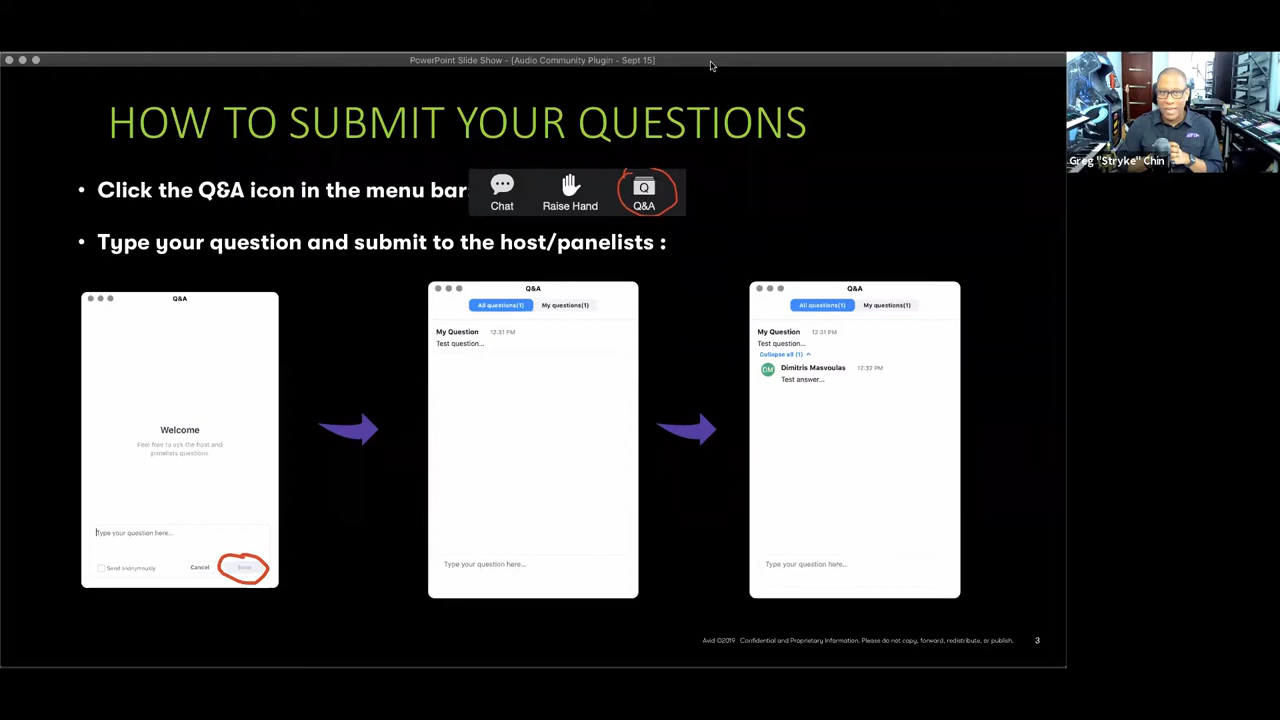 PowerPoint Slide Show - [Audio Community Plugin - Sept 15]
HOW TO SUBMIT YOUR QUESTIONS
• Click the Q&A icon in the menu bar
Chat
Raise Hand
Q&A
• Type your question and submit to the host/panelists :
Q&A
Welcome
Feel free to ask the host and
panelists questions
Type your question here...
Send anonymously
Cancel
Send
Q&A
All questions(1)
My questions(1)
My Question 12:31 PM
Test question...
Type your question here...
Q&A
All questions(1)
My questions(1)
My Question 12:31 PM
Test question...
Collapse all (1)
DM
Dimitris Masvoulas 12:32 PM
Test answer...
Type your question here...
Avid ©2019 Confidential and Proprietary Information. Please do not copy, forward, redistribute, or publish.
3
Greg "Stryke" Chin